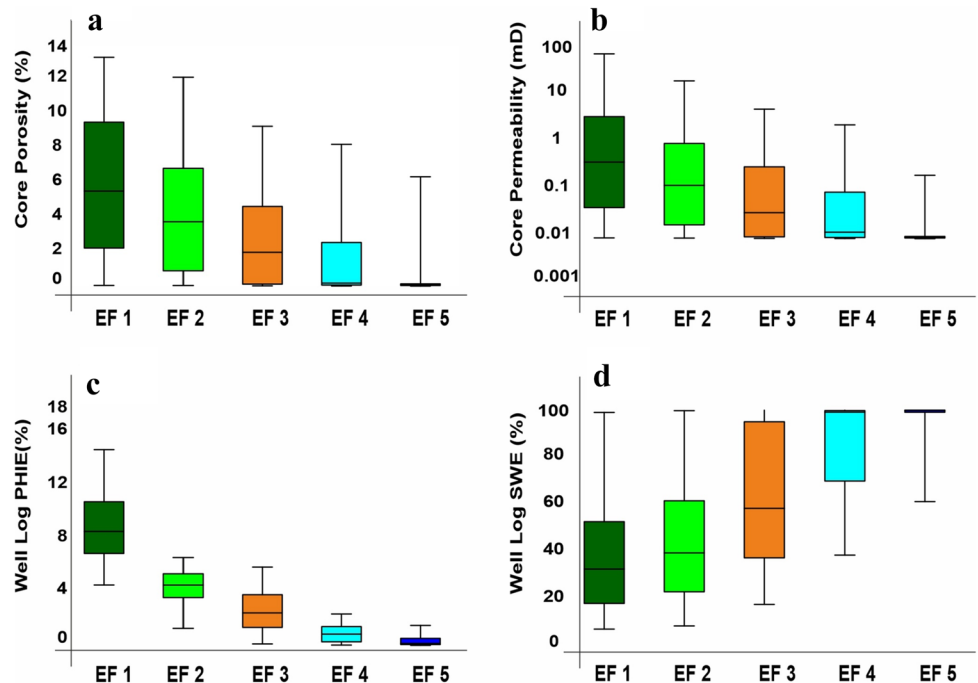 a
Core Porosity (%)
14
12
10
8
6
4
2
0
EF 1 EF 2 EF 3 EF 4 EF 5
b
Core Permeability (mD)
100
10
1
0.1
0.01
0.001
EF 1 EF 2 EF 3 EF 4 EF 5
c
Well Log PHIE(%)
18
16
12
8
4
0
EF 1 EF 2 EF 3 EF 4 EF 5
d
Well Log SWE (%)
100
80
60
40
20
0
EF 1 EF 2 EF 3 EF 4 EF 5